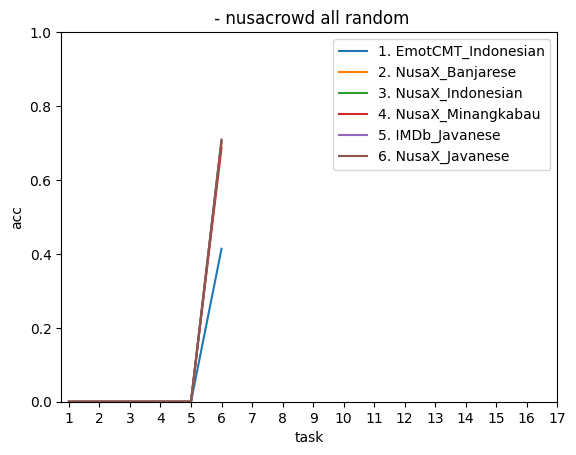 - nusacrowd all random
1.0
0.8
0.6
0.4
0.2
0.0
acc
1. EmotCMT_Indonesian
2. NusaX_Banjarese
3. NusaX_Indonesian
4. NusaX_Minangkabau
5. IMDb_Javanese
6. NusaX_Javanese
1 2 3 4 5 6 7 8 9 10 11 12 13 14 15 16 17
task